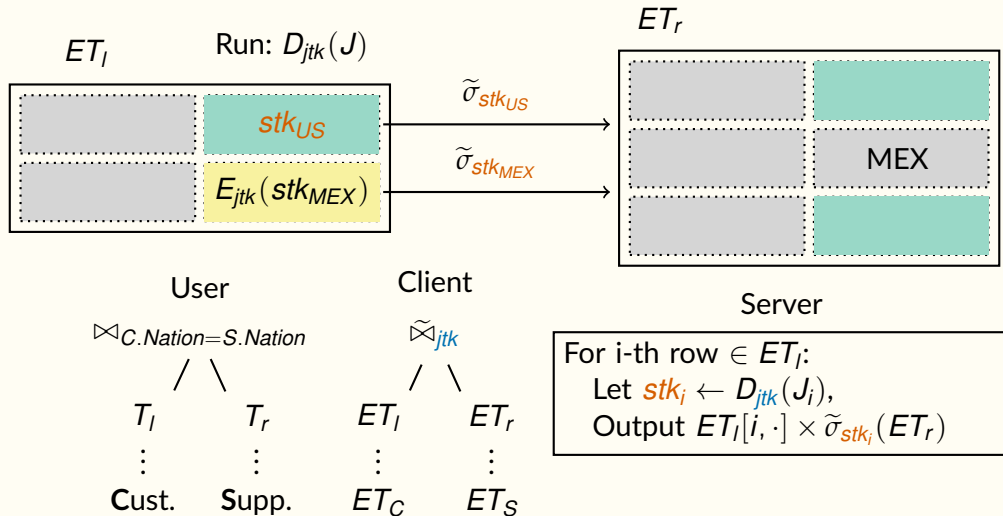 ET_l
Run: D_jtk(J)
ET_r
stk_US
σ̃_stk_US
E_jtk(stk_MEX)
σ̃_stk_MEX
MEX
User
Client
Server
⋈_C.Nation=S.Nation
⋈̃_jtk
T_l
T_r
ET_l
ET_r
⋮ ⋮ ⋮ ⋮
Cust.
Supp.
ET_C
ET_S
For i-th row ∈ ET_l:
Let stk_i ← D_jtk(J_i),
Output ET_l[i, ·] × σ̃_stk_i(ET_r)